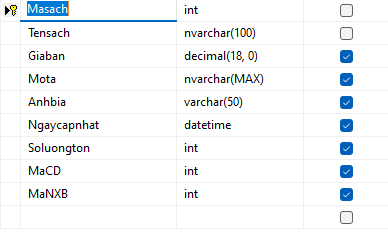 Masach int
Tensach nvarchar(100)
Giaban decimal(18, 0)
Mota nvarchar(MAX)
Anhbia varchar(50)
Ngaycapnhat datetime
Soluongton int
MaCD int
MaNXB int